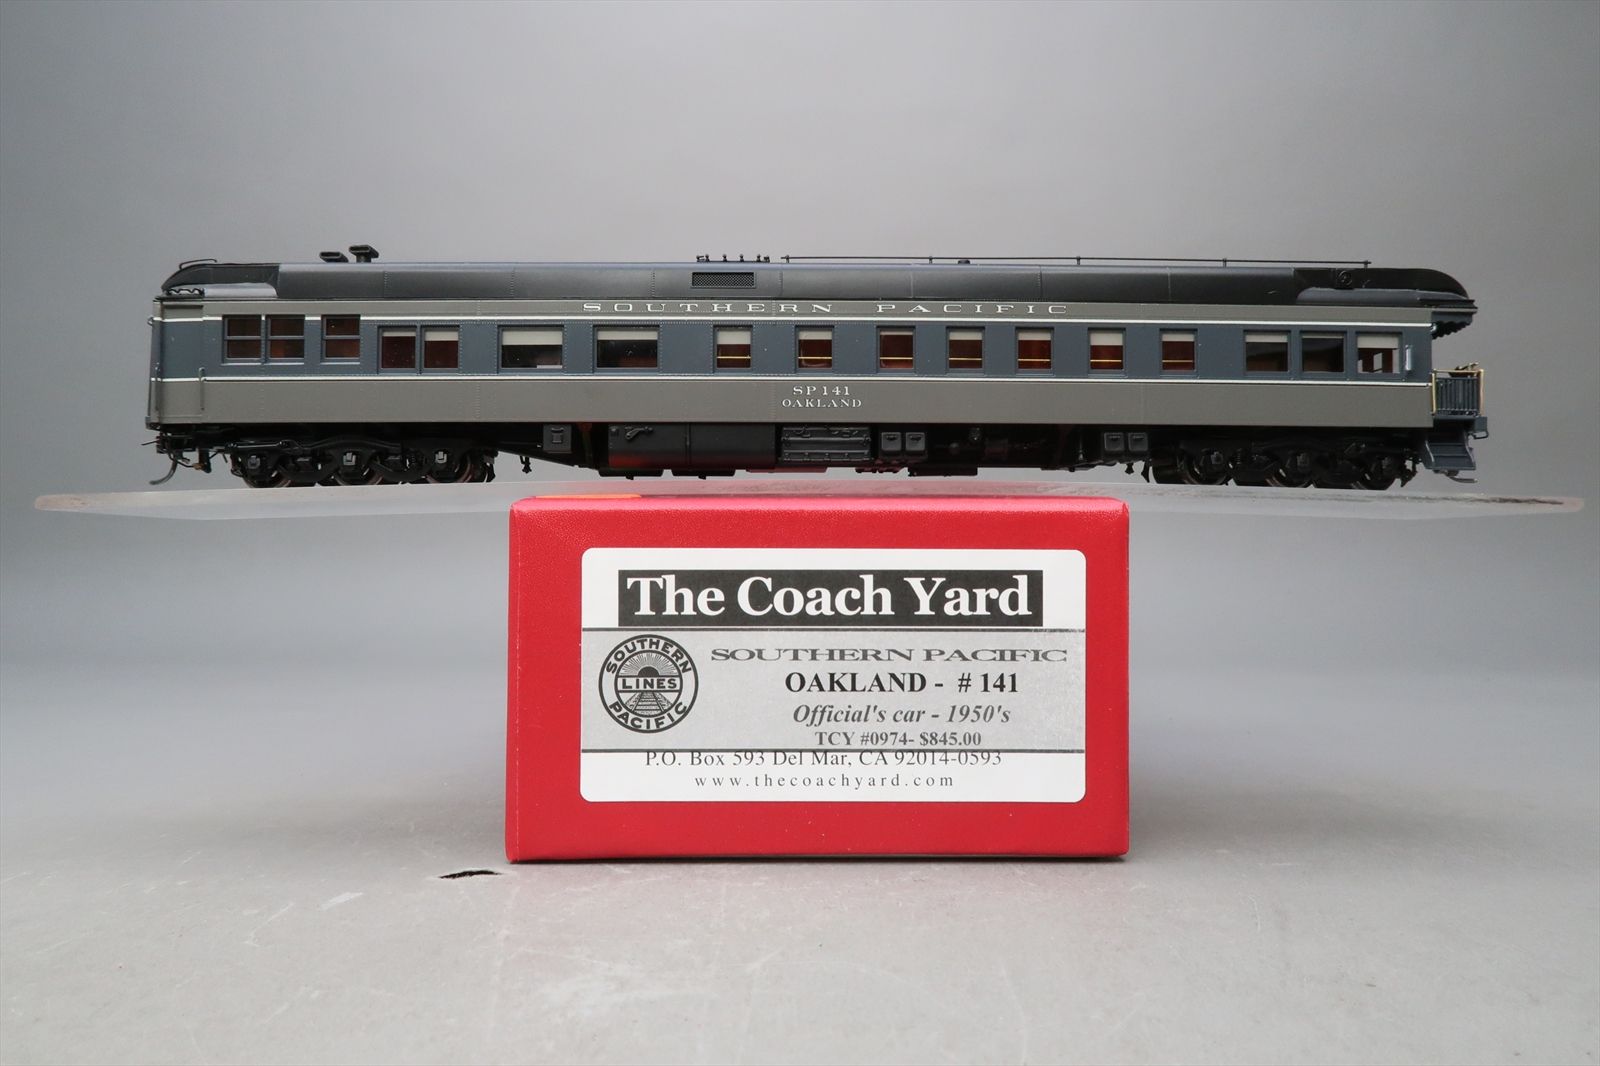 SOUTHERN PACIFIC
SP 141
OAKLAND
The Coach Yard
SOUTHERN
LINES
PACIFIC
SOUTHERN PACIFIC
OAKLAND - # 141
Official's car - 1950's
TCY #0974- $845.00
P.O. Box 593 Del Mar, CA 92014-0593
www.thecoachyard.com